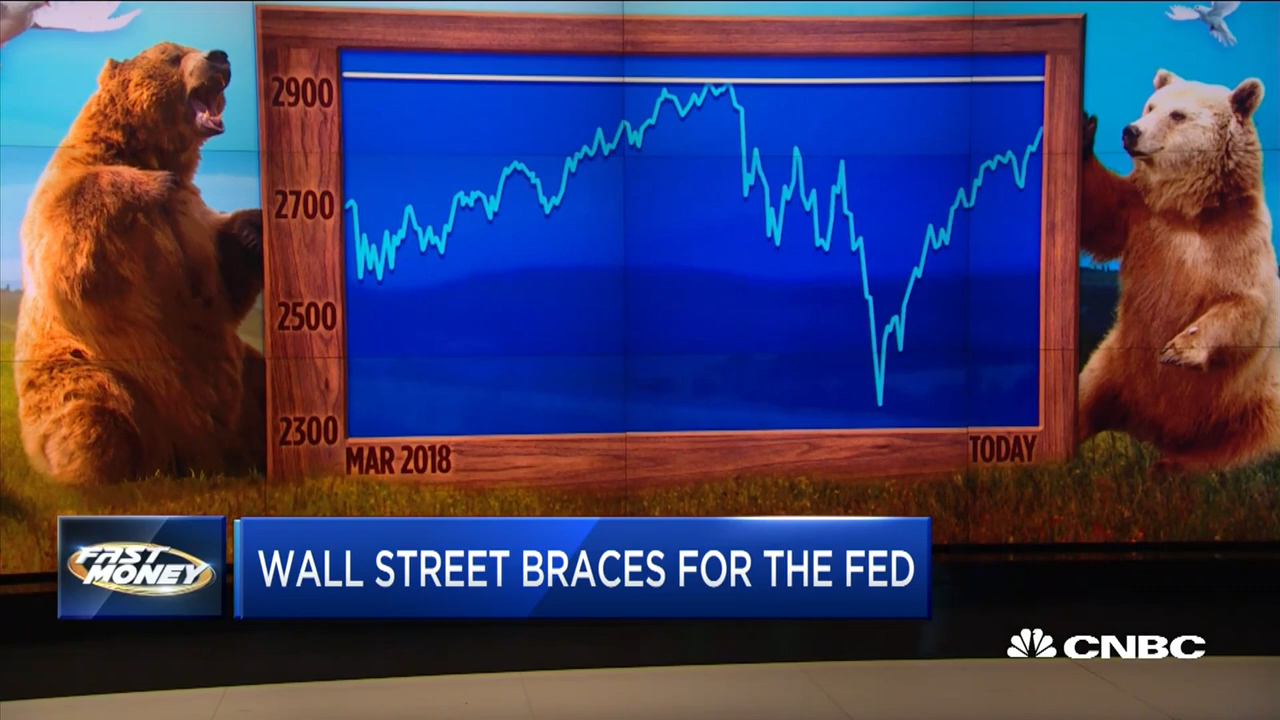 2900
2700
2500
2300
MAR 2018
TODAY
FAST
MONEY
WALL STREET BRACES FOR THE FED
CNBC